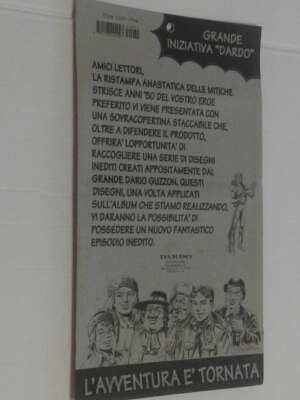 GRANDE
INIZIATIVA "DARDO"
AMICI LETTORI,
LA RISTAMPA ANASTATICA DELLE MITICHE
STRISCE ANNI '50 DEL VOSTRO EROE
PREFERITO VI VIENE PRESENTATA CON
UNA SOVRACOPERTINA STACCABILE CHE,
OLTRE A DIFENDERE IL PRODOTTO,
OFFRIRA' L'OPPORTUNITA' DI
RACCOGLIERE UNA SERIE DI DISEGNI
INEDITI CREATI APPOSITAMENTE DAL
GRANDE DARIO GUZZON. QUESTI
DISEGNI, UNA VOLTA APPLICATI
SULL'ALBUM CHE STIAMO REALIZZANDO,
VI DARANNO LA POSSIBILITA' DI
POSSEDERE UN NUOVO FANTASTICO
EPISODIO INEDITO.
DARDO
L'AVVENTURA E' TORNATA